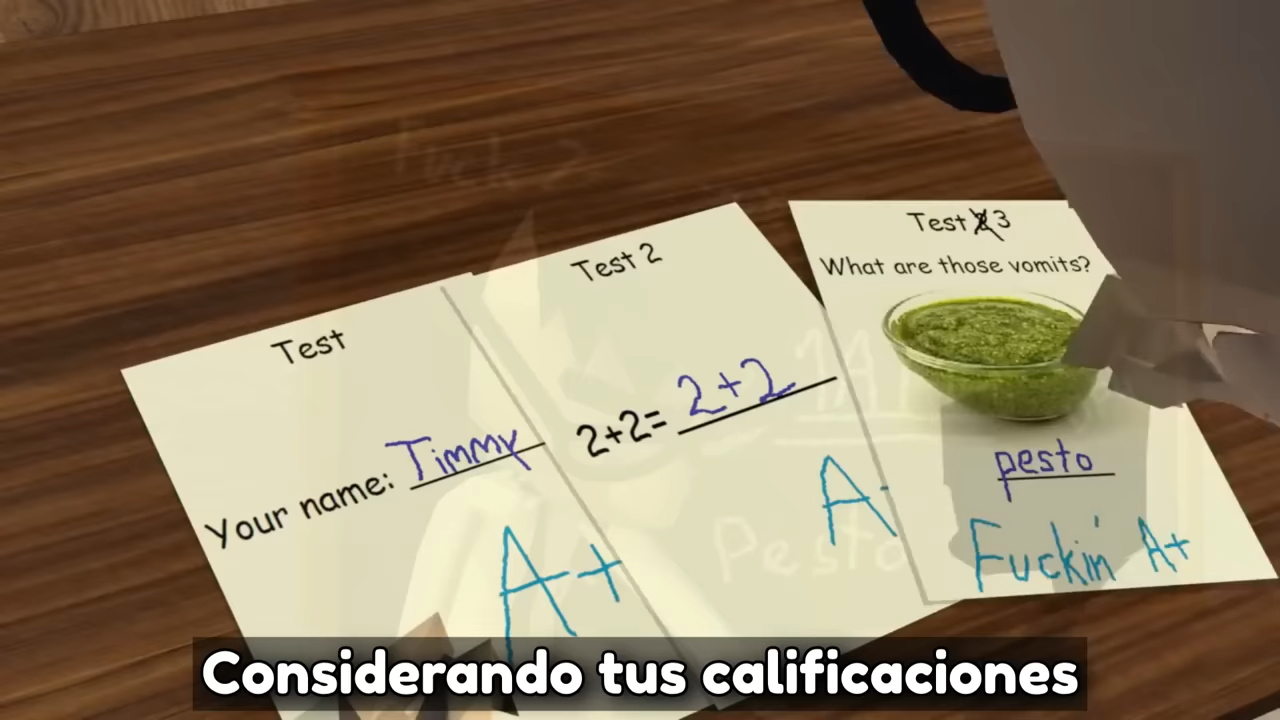 Test
Your name: Timmy
A+
Test 2
2+2= 2+2
A
Test 3
What are those vomits?
pesto
Fuckin' A+
Pesto
Considerando tus calificaciones